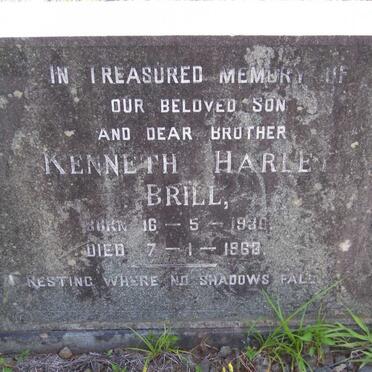 IN TREASURED MEMORY OF
OUR BELOVED SON
AND DEAR BROTHER
KENNETH HARLEY
BRILL,
BORN 16 – 5 – 1930.
DIED 7 – 1 – 1963.
RESTING WHERE NO SHADOWS FALL.